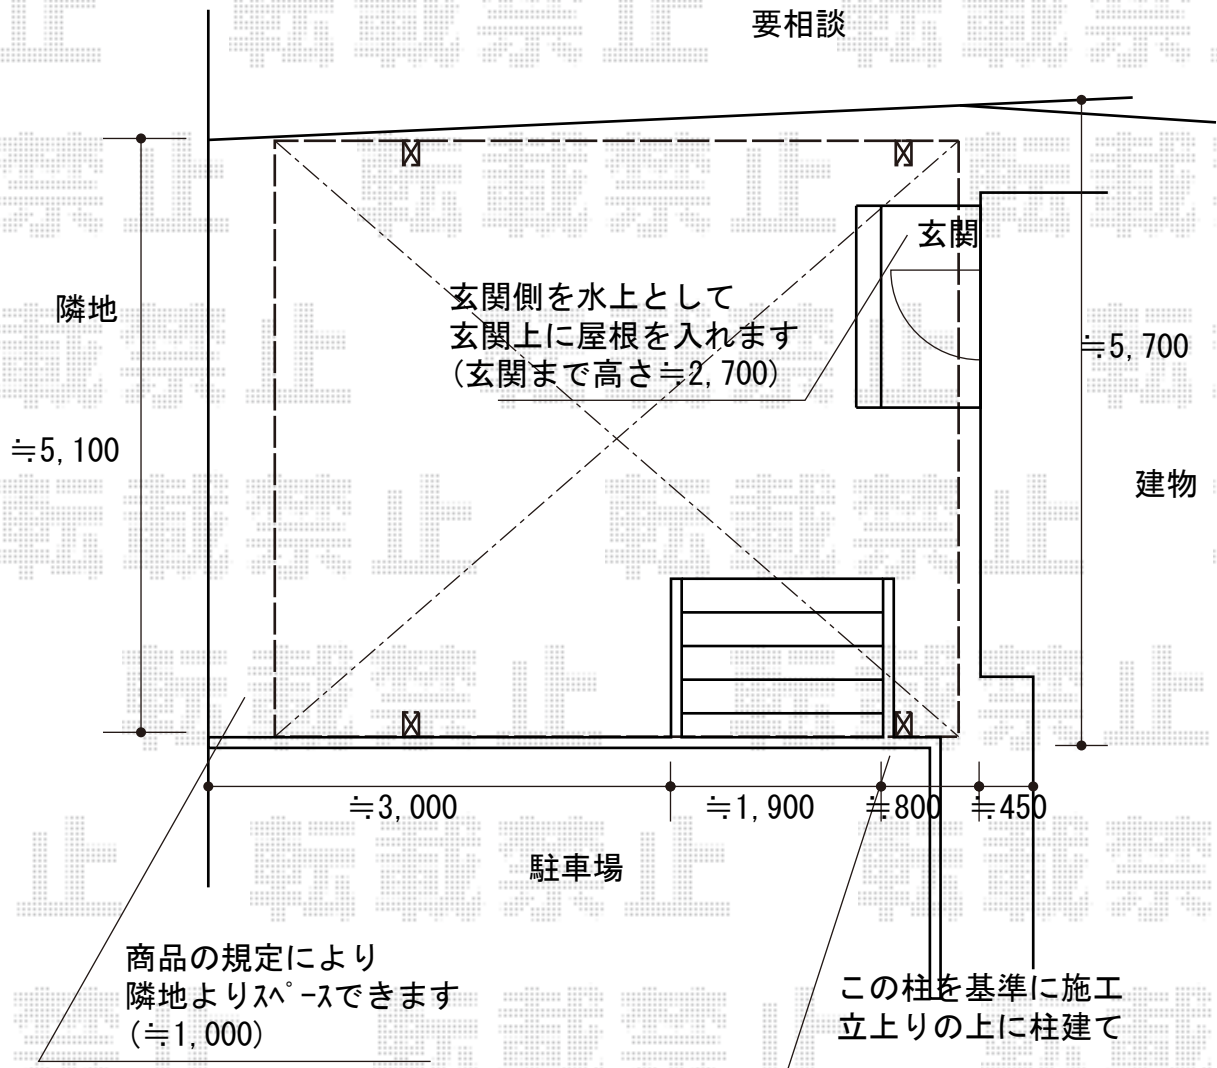 要相談
玄関
隣地
玄関側を水上として
玄関上に屋根を入れます
(玄関まで高さ≒2,700)
≒5,700
≒5,100
建物
≒3,000
≒1,900
≒800
≒450
駐車場
商品の規定により
隣地よりｽﾍﾟｰｽできます
(≒1,000)
この柱を基準に施工
立上りの上に柱建て
転載禁止